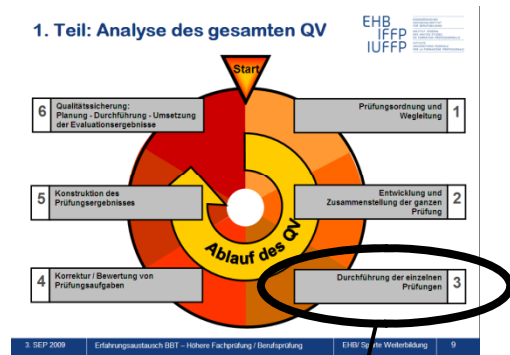 1. Teil: Analyse des gesamten QV
EHB
IFFP
IUFFP
Start
6
Qualitätssicherung:
Planung - Durchführung - Umsetzung
der Evaluationsergebnisse
Prüfungsordnung und
Wegleitung
1
5
Konstruktion des
Prüfungsergebnisses
Entwicklung und
Zusammenstellung der ganzen
Prüfung
2
Ablauf des QV
4
Korrektur / Bewertung von
Prüfungsaufgaben
Durchführung der einzelnen
Prüfungen
3
3. SEP 2009
Erfahrungsaustausch BBT – Höhere Fachprüfung / Berufsprüfung
EHB/ Sparte Weiterbildung
9